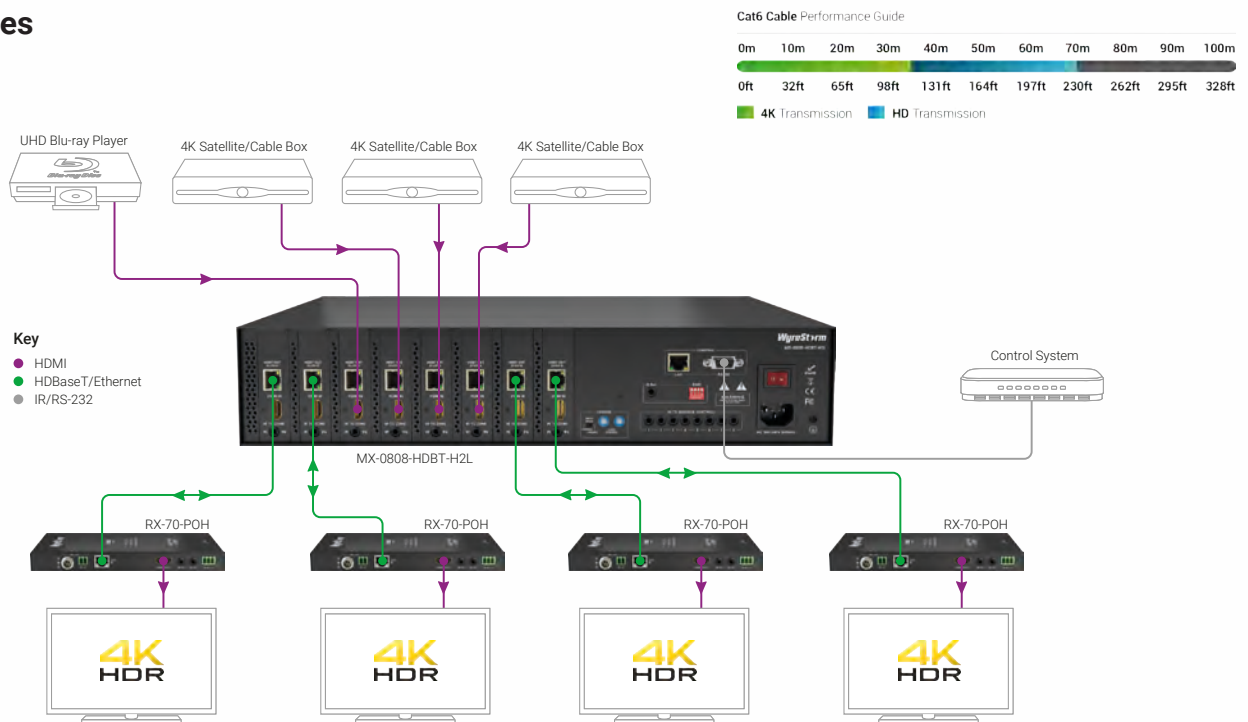 es
Cat6 Cable Performance Guide
0m 10m 20m 30m 40m 50m 60m 70m 80m 90m 100m
0ft 32ft 65ft 98ft 131ft 164ft 197ft 230ft 262ft 295ft 328ft
4K Transmission HD Transmission
UHD Blu-ray Player
4K Satellite/Cable Box
4K Satellite/Cable Box
4K Satellite/Cable Box
Blu-ray Disc
WyreStorm
Key
HDMI
HDBaseT/Ethernet
IR/RS-232
Control System
MX-0808-HDBT-H2L
RX-70-POH
RX-70-POH
RX-70-POH
RX-70-POH
4K
HDR
4K
HDR
4K
HDR
4K
HDR